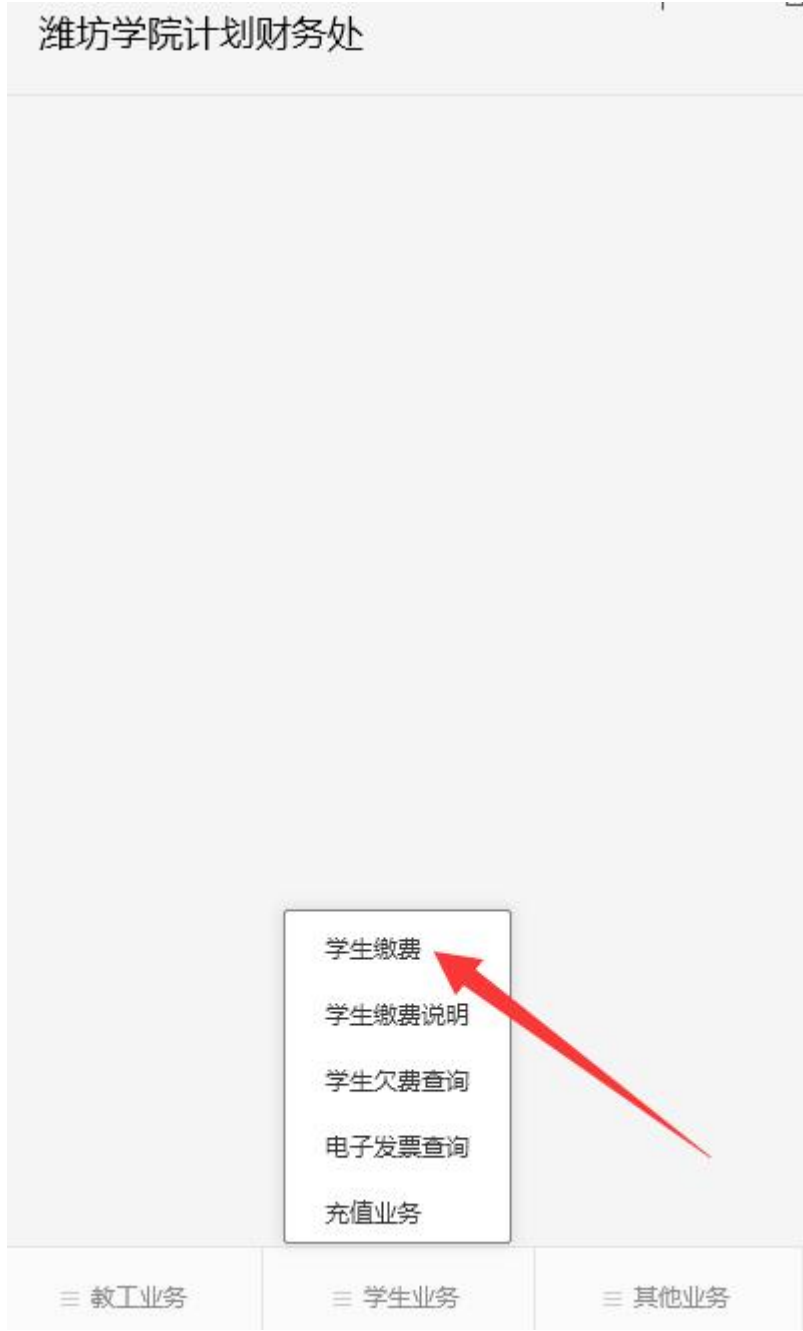 潍坊学院计划财务处
学生缴费
学生缴费说明
学生欠费查询
电子发票查询
充值业务
教工业务
学生业务
其他业务